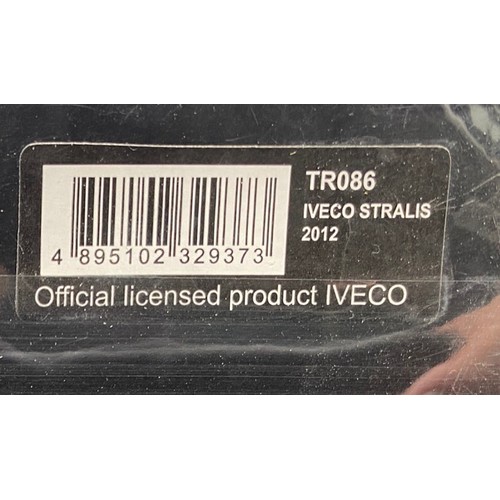 TR086
IVECO STRALIS
2012
4 895102 329373
Official licensed product IVECO